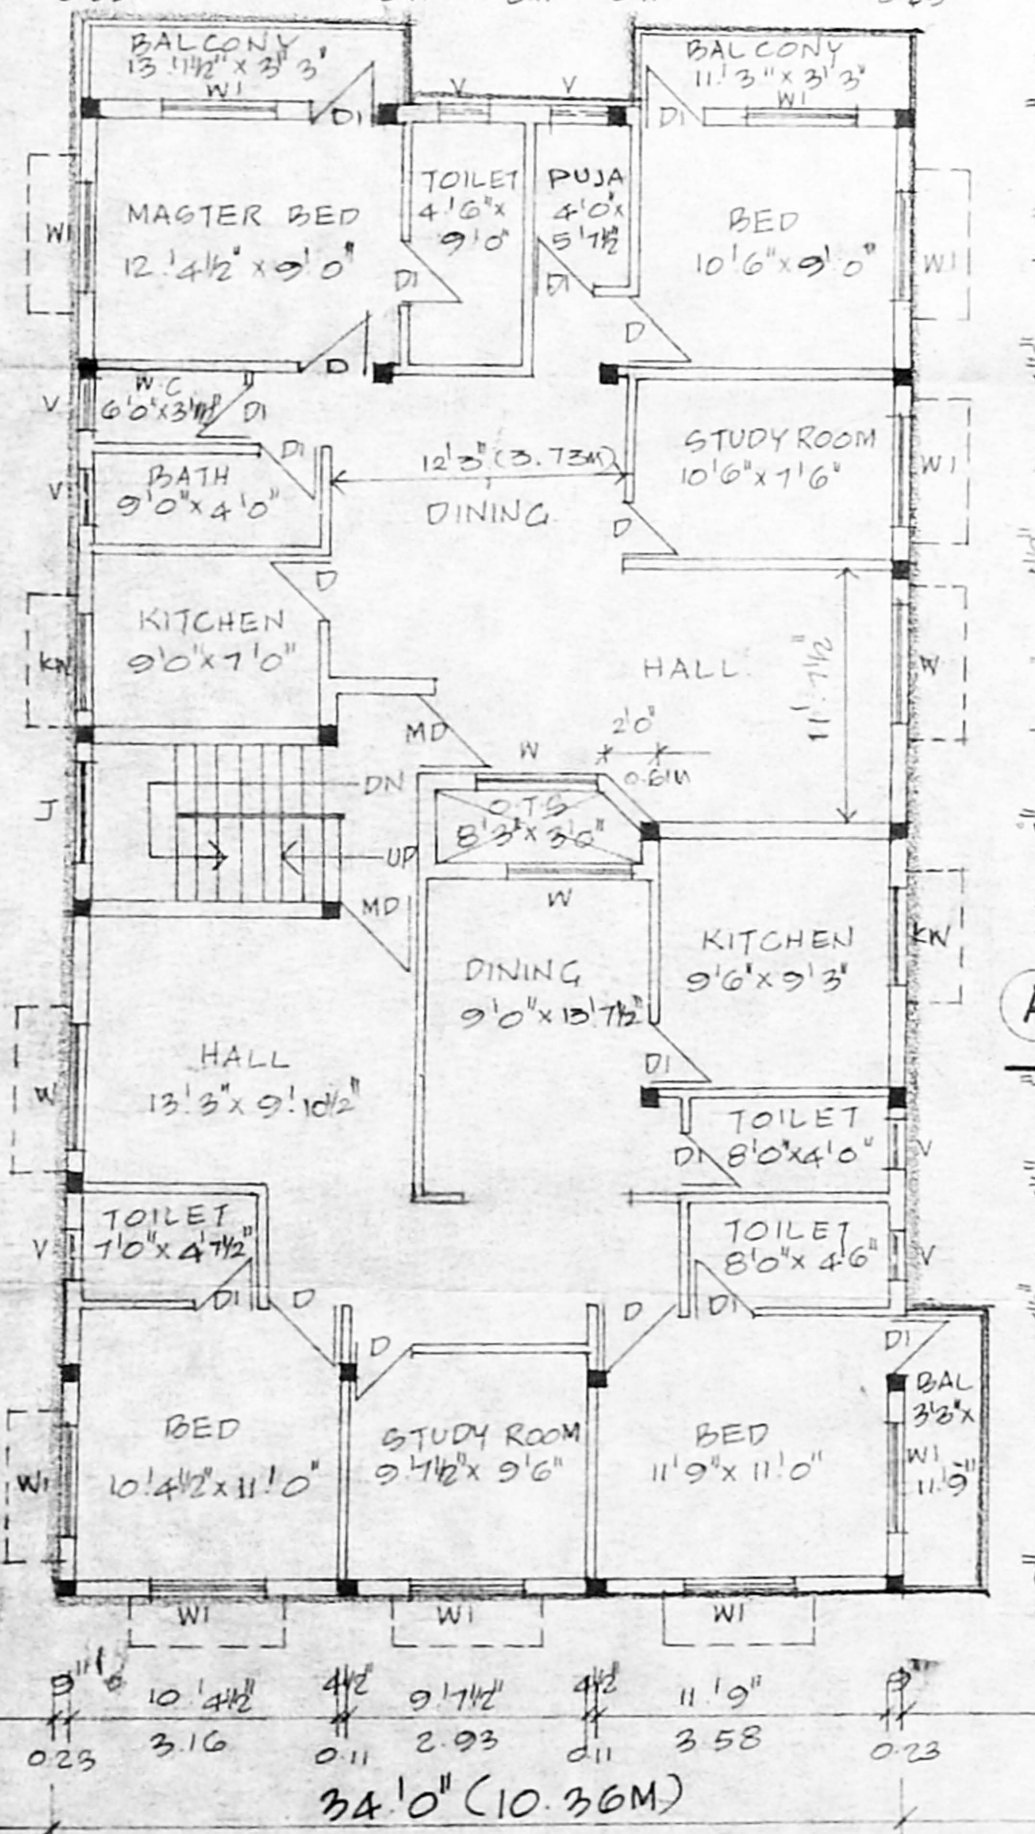 BALCONY
13'1½" x 3' 3"
W1
D1
V
V
BALCONY
11'3" x 3'3"
W1
D1
MASTER BED
12'4½" x 9'0"
W1
TOILET
4'6" x
9'0"
D1
PUJA
4'0" x
5'7½"
D1
BED
10'6" x 9'0"
W1
D
D
V
W.C
D1
D1
V
BATH
9'0" x 4'0"
12'3" (3.73M)
DINING
STUDY ROOM
10'6" x 7'6"
W1
D
D
KITCHEN
9'0" x 7'0"
KW
HALL
11'7½"
W
2'0"
0.61M
MD
W
DN
J
O.T.S
8'3" x 3'0"
UP
MD
W
DINING
9'0" x 13'7½"
KITCHEN
9'6" x 9'3"
KW
A
HALL
13'3" x 9'10½"
W
D1
TOILET
8'0" x 4'0"
D1
V
TOILET
7'0" x 4'7½"
V
D1
D
TOILET
8'0" x 4'6"
V
D
D1
D
D1
BED
10'4½" x 11'0"
W1
STUDY ROOM
9'7½" x 9'6"
BED
11'9" x 11'0"
BAL
3'3" x
W1
11'9"
W1
W1
W1
9"
10'4½"
4½"
9'7½"
4½"
11'9"
9"
0.23
3.16
0.11
2.93
0.11
3.58
0.23
34'0" (10.36M)